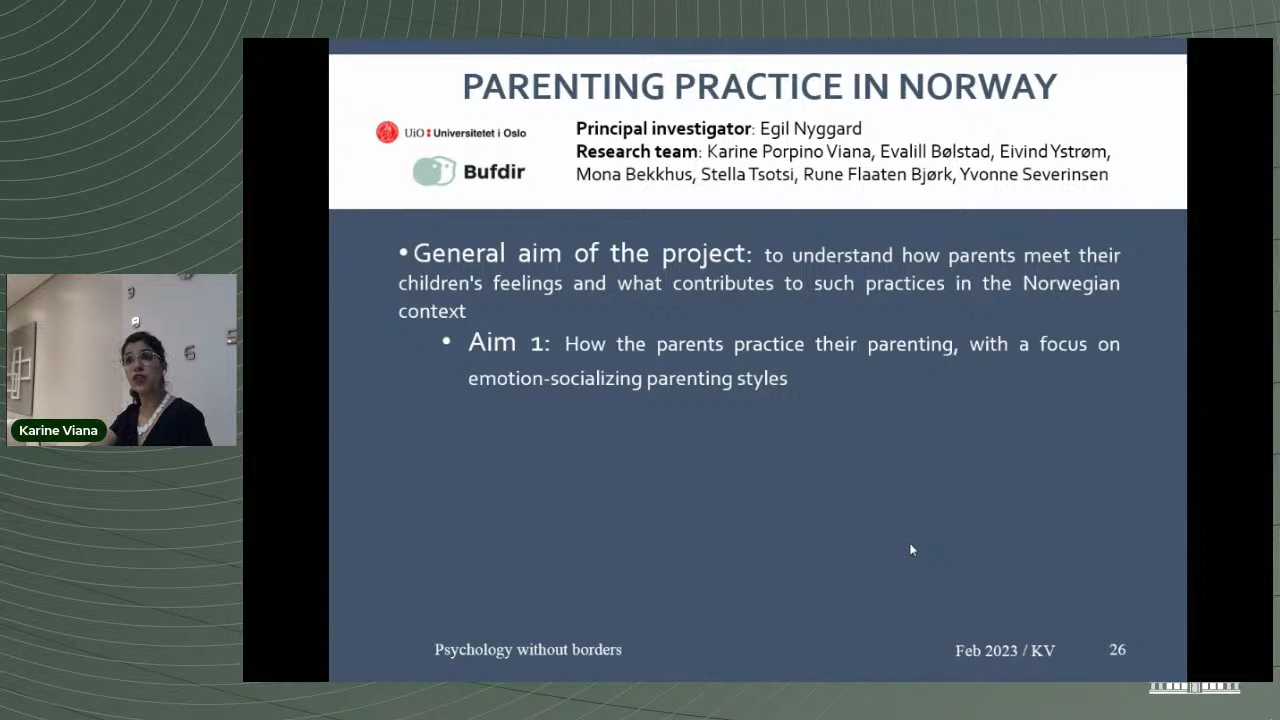 PARENTING PRACTICE IN NORWAY
UiO Universitetet i Oslo
Bufdir
Principal investigator: Egil Nyggard
Research team: Karine Porpino Viana, Evalill Bølstad, Eivind Ystrøm,
Mona Bekkhus, Stella Tsotsi, Rune Flaaten Bjørk, Yvonne Severinsen
• General aim of the project: to understand how parents meet their
children's feelings and what contributes to such practices in the Norwegian
context
• Aim 1: How the parents practice their parenting, with a focus on
emotion-socializing parenting styles
9
8
6
5
Karine Viana
Psychology without borders
Feb 2023 / KV
26